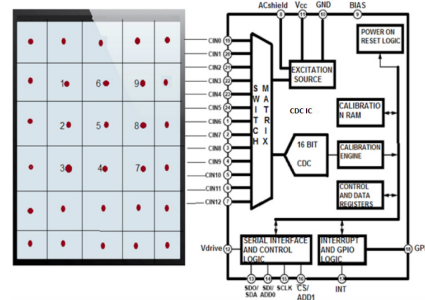 ACshield Vcc GND BIAS
POWER ON
RESET LOGIC
EXCITATION
SOURCE
CIN0
CIN1
CIN2
CIN3
CIN4
CIN5
CIN6
CIN7
CIN8
CIN9
CIN10
CIN11
CIN12
SWITCH
MATRIX
CDC IC
CALIBRATIO
N RAM
16 BIT
CDC
CALIBRATION
ENGINE
CONTROL
AND DATA
REGISTERS
1 6 9
2 5 8
3 4 7
Vdrive
SERIAL INTERFACE
AND CONTROL
LOGIC
INTERRUPT
AND GPIO
LOGIC
SDO/
SDA
SDI/
ADD0
SCLK
CS/
ADD1
INT